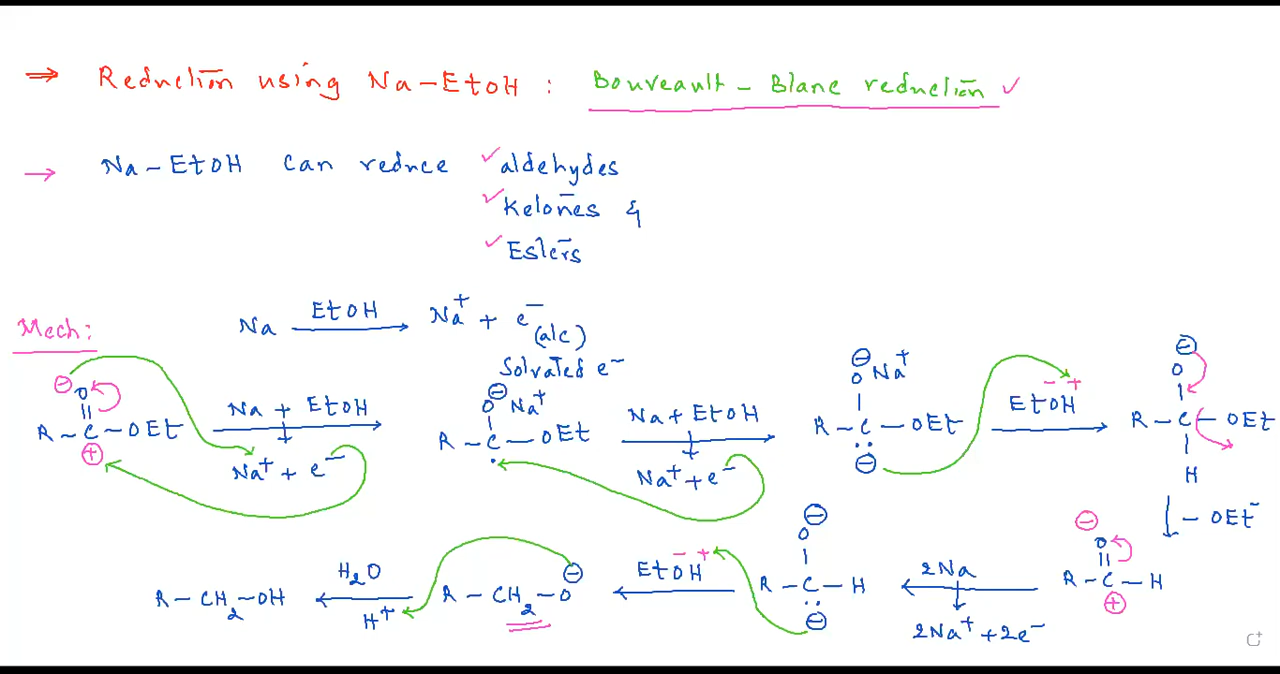 ⇒ Reduction using Na-EtOH : Bouveault - Blanc reduction ✓
→ Na-EtOH can reduce ✓aldehydes
✓Ketones &
✓Esters
Mech:
Na —EtOH→ Na⁺ + e⁻ (alc)
Solvated e⁻
⊖ O = C ⊕ R - C - OEt
Na + EtOH
Na⁺ + e⁻
⊖ O Na⁺
R - C - OEt
Na + EtOH
Na⁺ + e⁻
⊖ O Na⁺
R - C - OEt
⊖
EtOH
- +
⊖ O
R - C - OEt
H
- OEt⁻
⊖ O
R - C - H
⊕
2Na
2Na⁺ + 2e⁻
⊖ O
R - C - H
⊖
EtOH
- +
R - CH₂ - O ⊖
H₂O
H⁺
R - CH₂ - OH